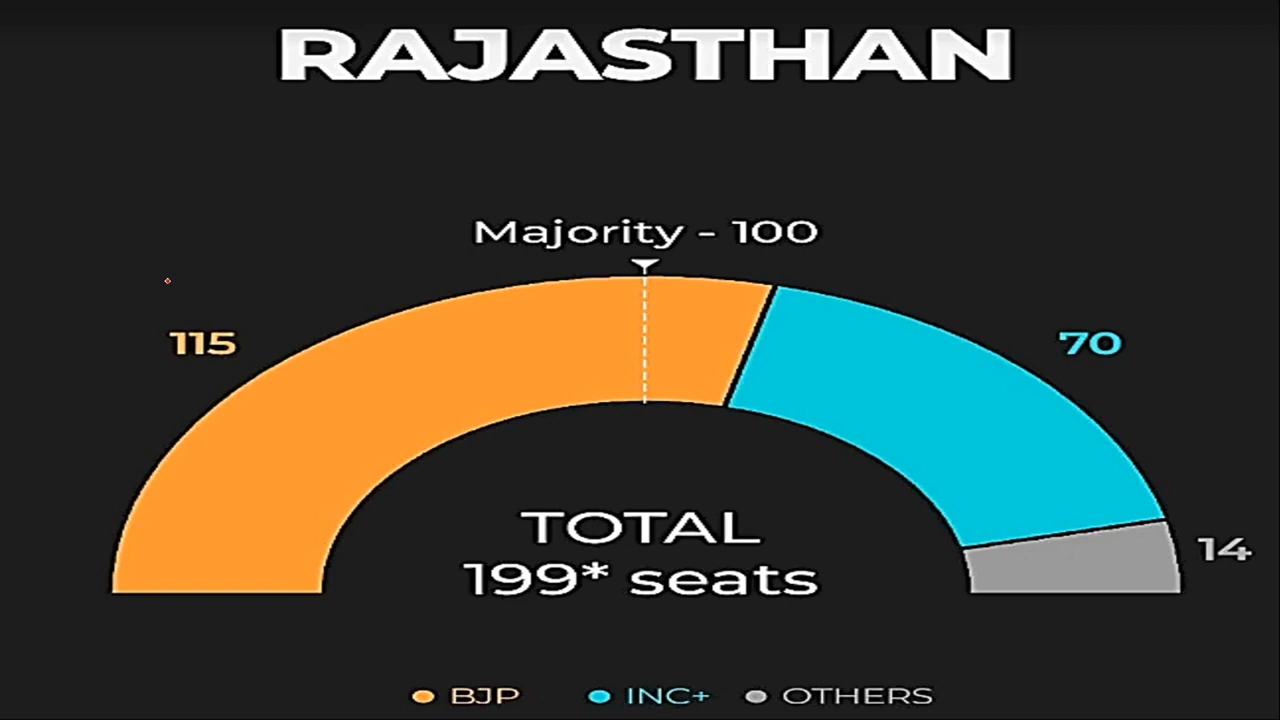 RAJASTHAN
Majority - 100
115
70
14
TOTAL
199* seats
BJP INC+ OTHERS